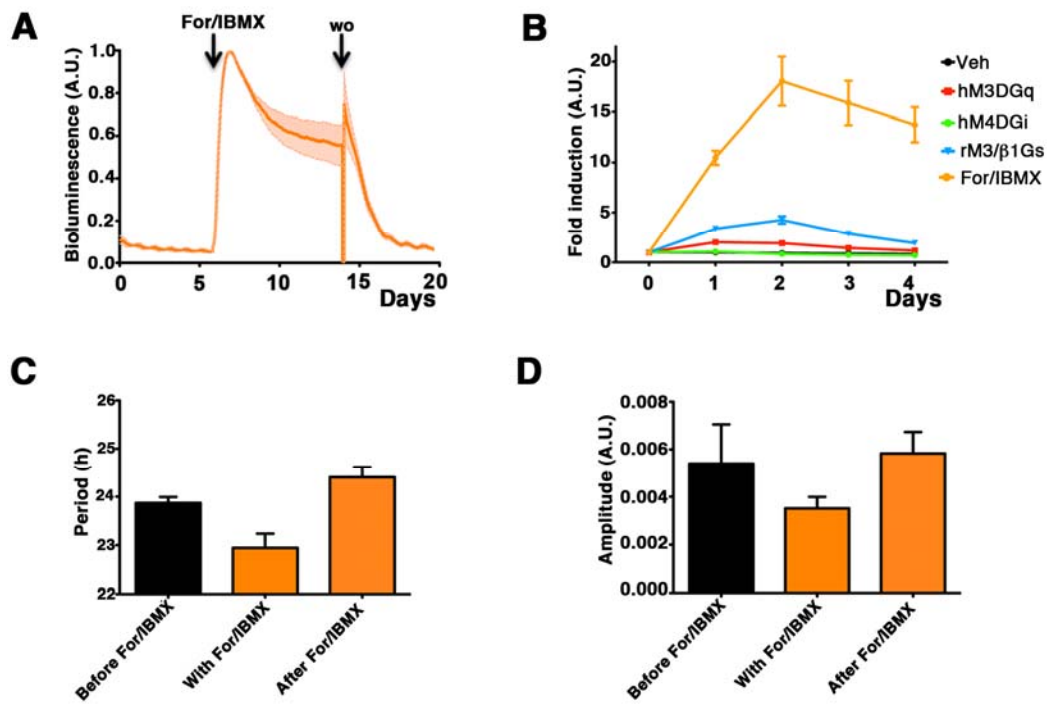 A
For/IBMX
wo
Bioluminescence (A.U.)
1.0
0.8
0.6
0.4
0.2
0.0
0
5
10
15
20
Days
B
Fold induction (A.U.)
20
15
10
5
0
0
1
2
3
4
Days
Veh
hM3DGq
hM4DGi
rM3/β1Gs
For/IBMX
C
Period (h)
26
25
24
23
22
Before For/IBMX
With For/IBMX
After For/IBMX
D
Amplitude (A.U.)
0.008
0.006
0.004
0.002
0.000
Before For/IBMX
With For/IBMX
After For/IBMX